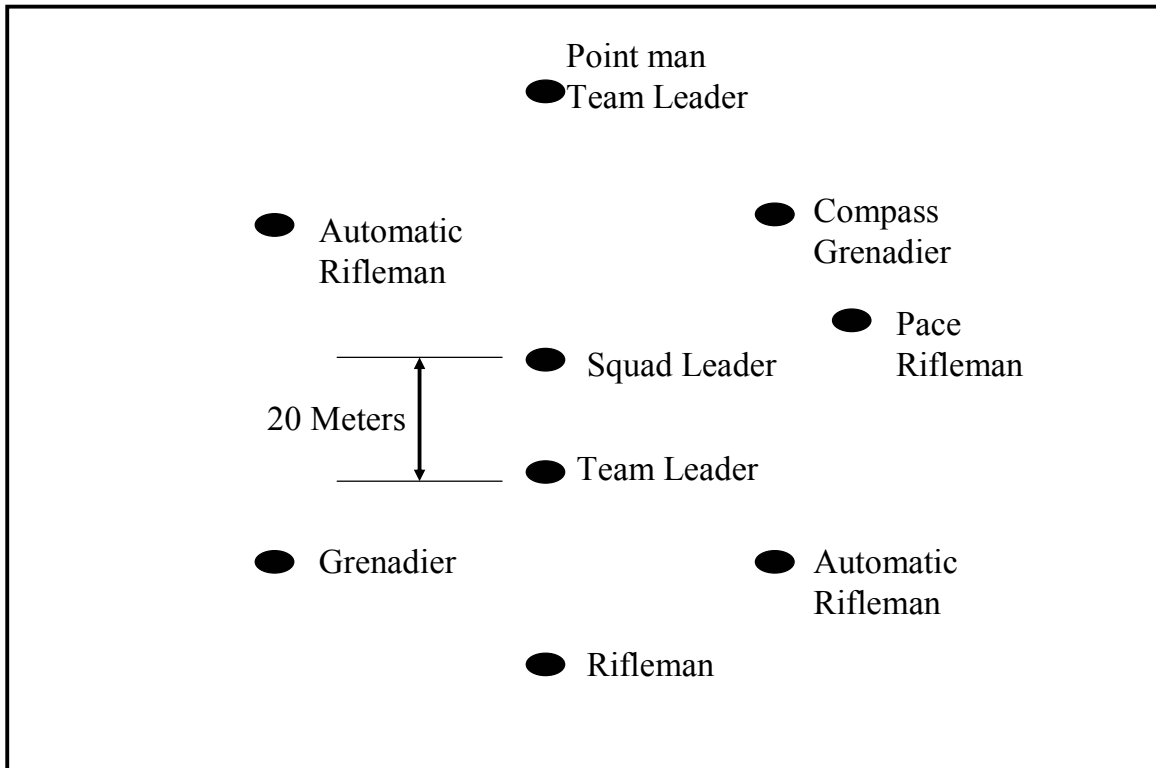 Point man
Team Leader
Automatic
Rifleman
Compass
Grenadier
Pace
Rifleman
Squad Leader
20 Meters
Team Leader
Grenadier
Automatic
Rifleman
Rifleman